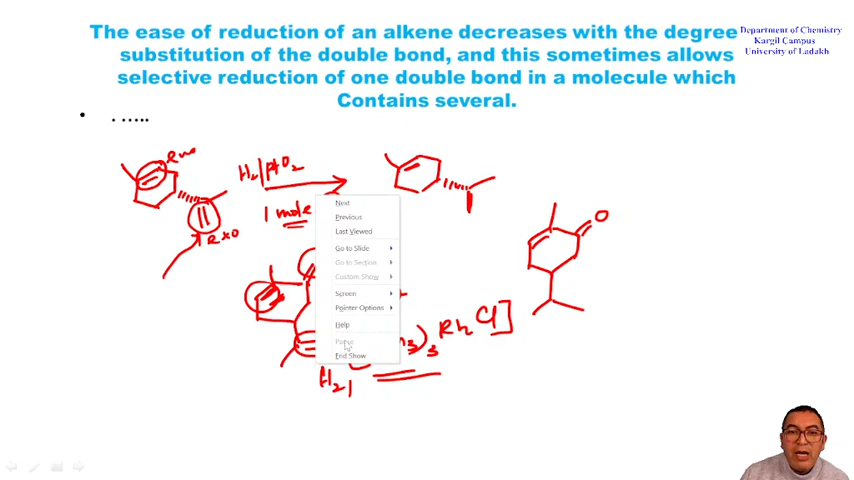 The ease of reduction of an alkene decreases with the degree
substitution of the double bond, and this sometimes allows
selective reduction of one double bond in a molecule which
Contains several.
Department of Chemistry
Kargil Campus
University of Ladakh
• . …..
endo
H2/PtO2
1 mole
exo
O
Next
Previous
Last Viewed
Go to Slide
Go to Section
Custom Show
Screen
Pointer Options
Help
Pause
End Show
)3 Rh Cl]
H2/